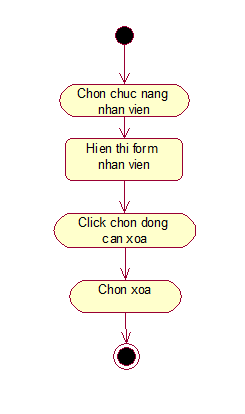 Chon chuc nang
nhan vien
Hien thi form
nhan vien
Click chon dong
can xoa
Chon xoa